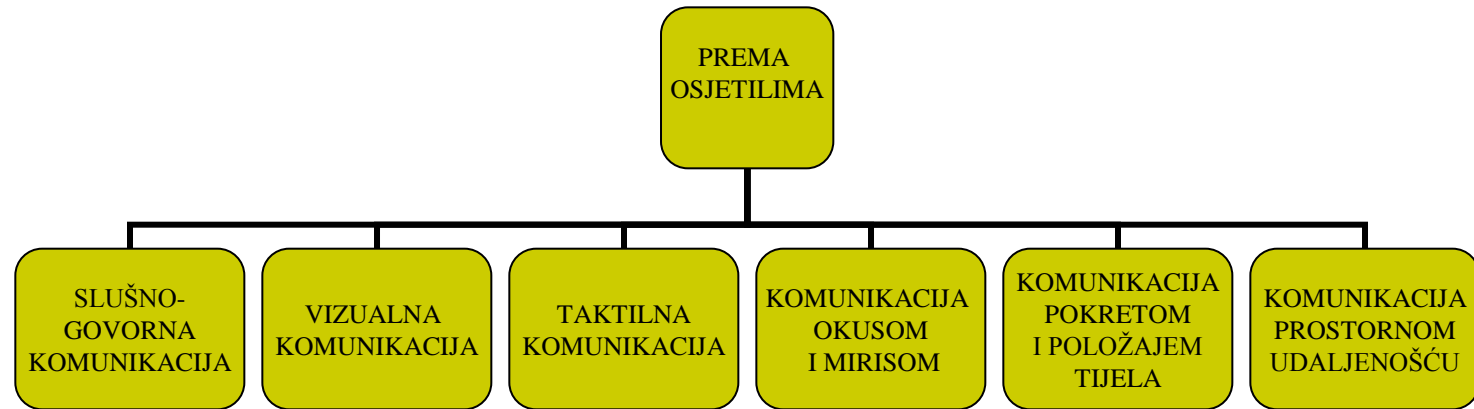 PREMA
OSJETILIMA
SLUŠNO-
GOVORNA
KOMUNIKACIJA
VIZUALNA
KOMUNIKACIJA
TAKTILNA
KOMUNIKACIJA
KOMUNIKACIJA
OKUSOM
I MIRISOM
KOMUNIKACIJA
POKRETOM
I POLOŽAJEM
TIJELA
KOMUNIKACIJA
PROSTORNOM
UDALJENOŠĆU